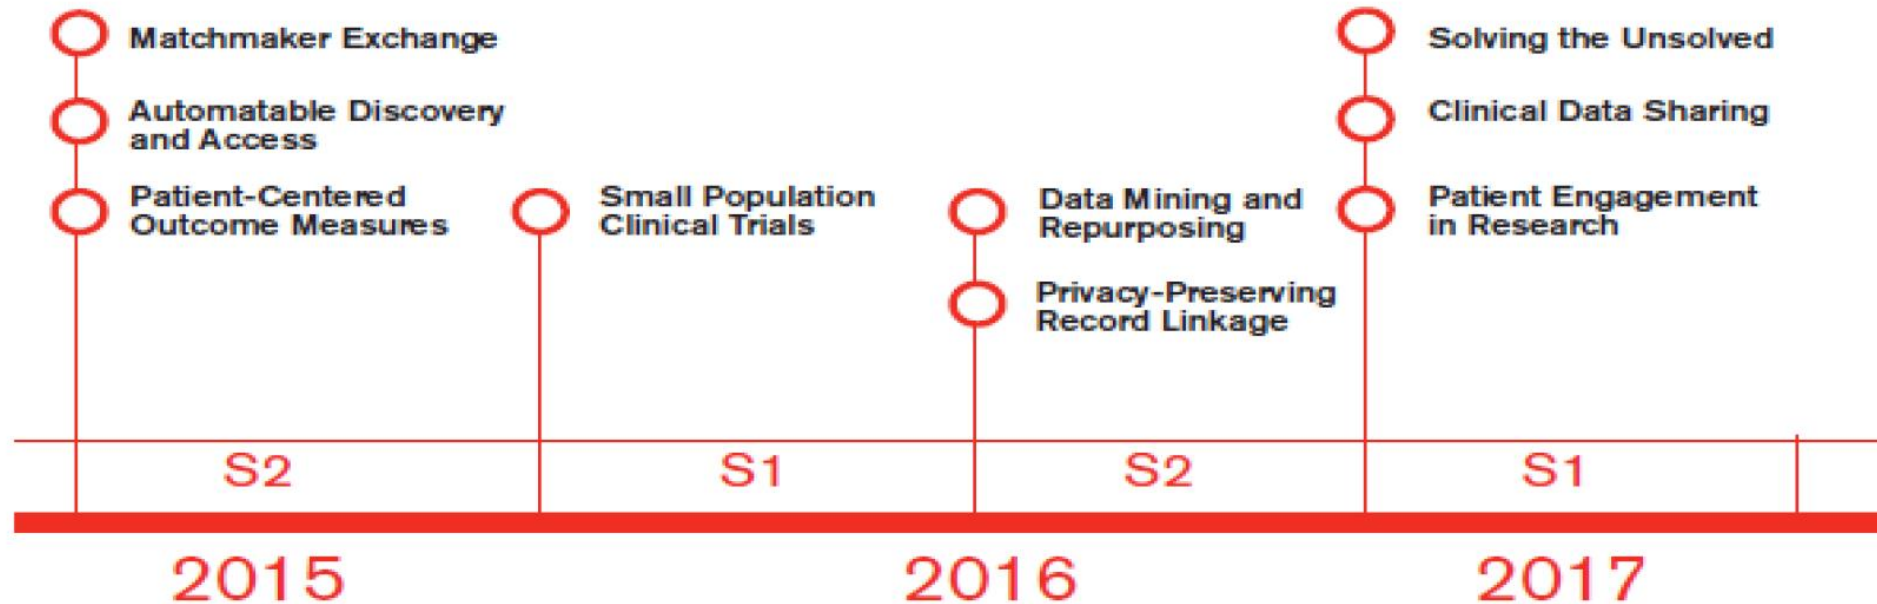 Matchmaker Exchange
Automatable Discovery
and Access
Patient-Centered
Outcome Measures
Small Population
Clinical Trials
Data Mining and
Repurposing
Privacy-Preserving
Record Linkage
Solving the Unsolved
Clinical Data Sharing
Patient Engagement
in Research
S2
S1
S2
S1
2015
2016
2017